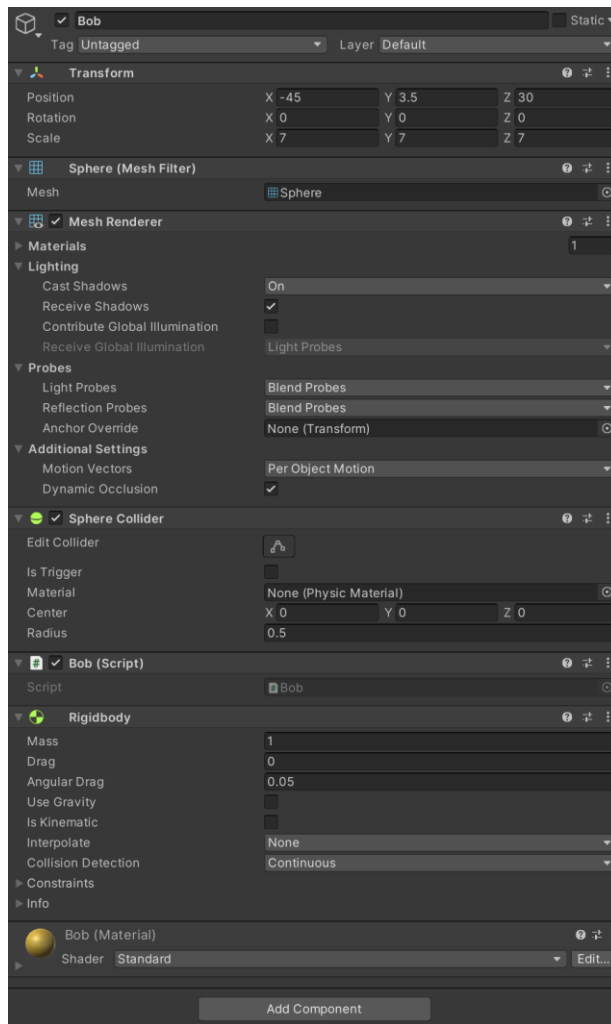 Bob Static
Tag Untagged Layer Default
Transform
Position X -45 Y 3.5 Z 30
Rotation X 0 Y 0 Z 0
Scale X 7 Y 7 Z 7
Sphere (Mesh Filter)
Mesh Sphere
Mesh Renderer
Materials 1
Lighting
Cast Shadows On
Receive Shadows
Contribute Global Illumination
Receive Global Illumination Light Probes
Probes
Light Probes Blend Probes
Reflection Probes Blend Probes
Anchor Override None (Transform)
Additional Settings
Motion Vectors Per Object Motion
Dynamic Occlusion
Sphere Collider
Edit Collider
Is Trigger
Material None (Physic Material)
Center X 0 Y 0 Z 0
Radius 0.5
# Bob (Script)
Script Bob
Rigidbody
Mass 1
Drag 0
Angular Drag 0.05
Use Gravity
Is Kinematic
Interpolate None
Collision Detection Continuous
Constraints
Info
Bob (Material)
Shader Standard Edit...
Add Component